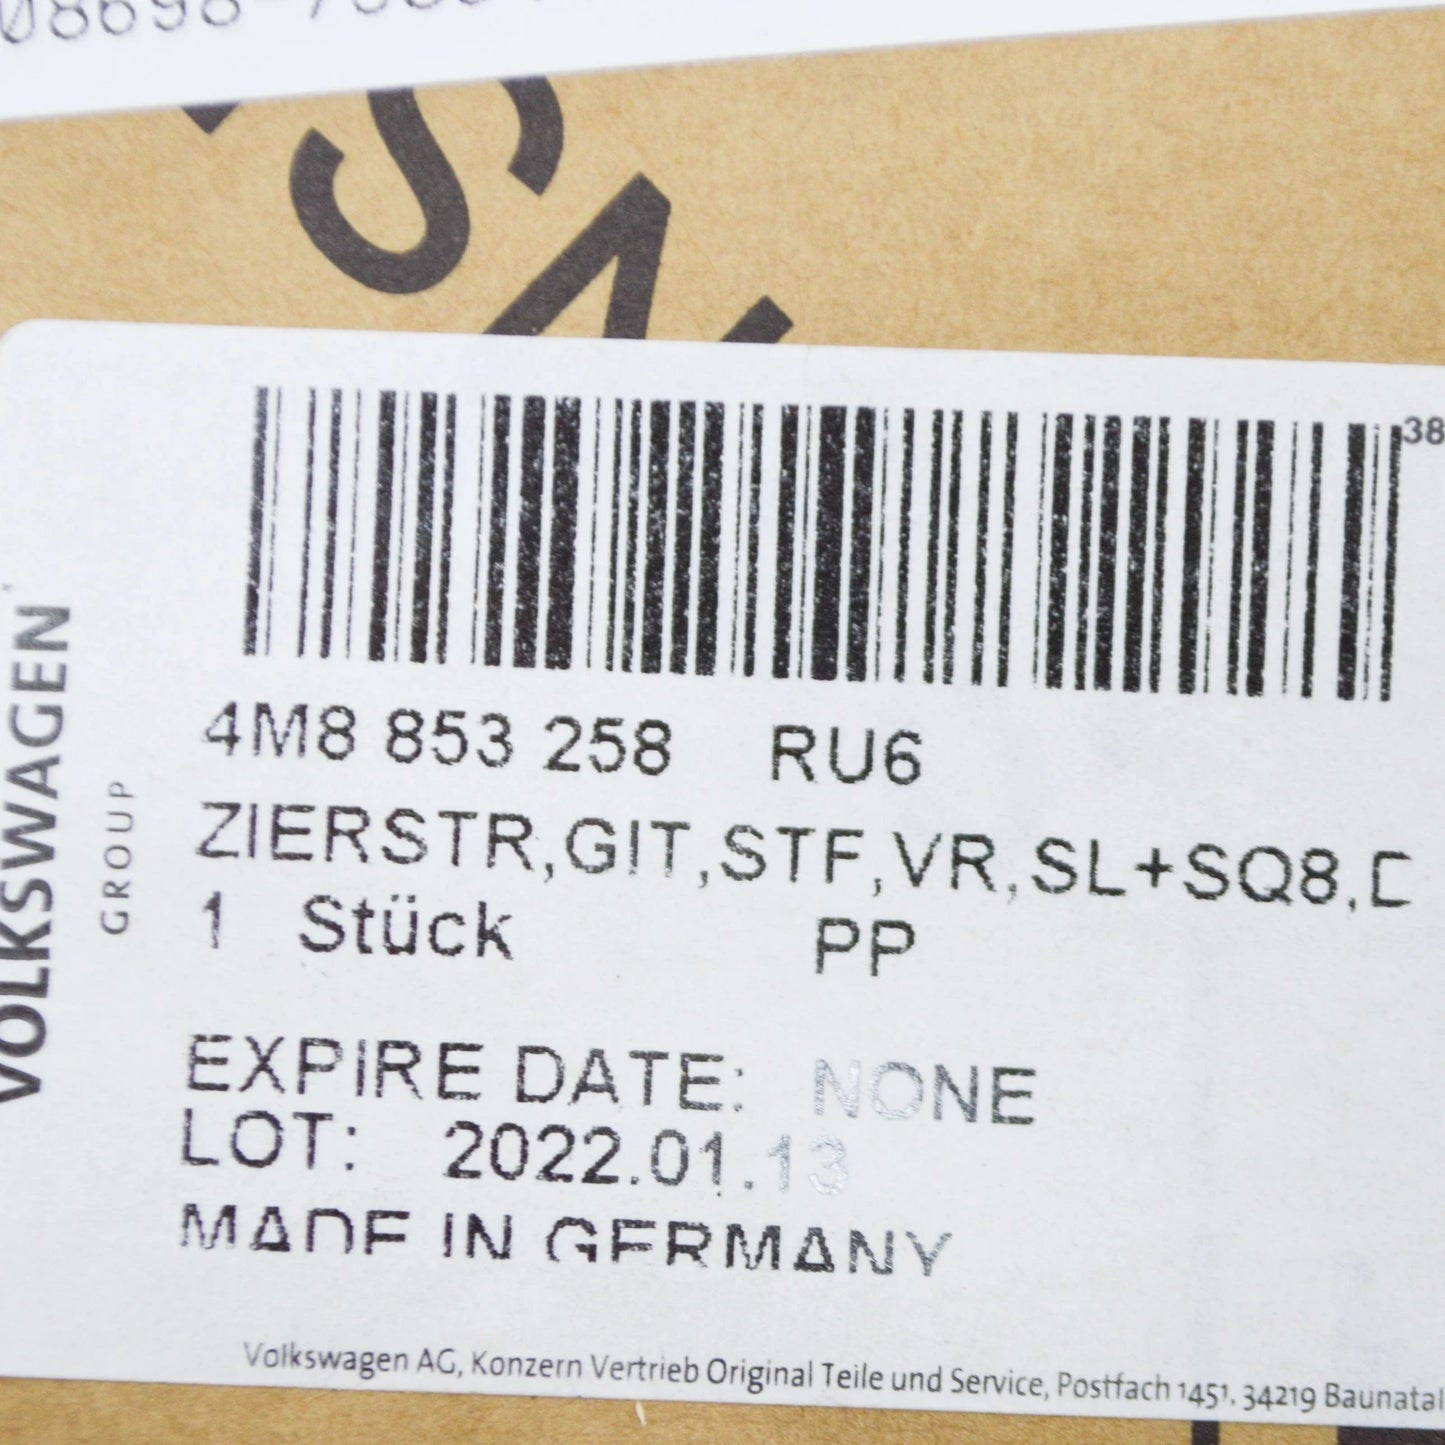 38
4M8 853 258 RU6
ZIERSTR,GIT,STF,VR,SL+SQ8,D
1 Stück PP
EXPIRE DATE: NONE
LOT: 2022.01.13
MADE IN GERMANY
Volkswagen AG, Konzern Vertrieb Original Teile und Service, Postfach 1451, 34219 Baunatal
VOLKSWAGEN
GROUP